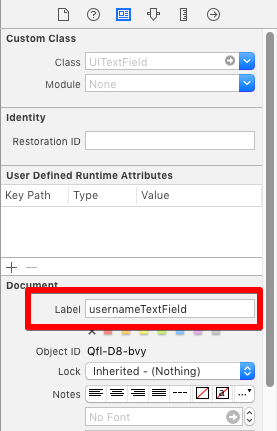 Custom Class
Class UITextField
Module None
Identity
Restoration ID
User Defined Runtime Attributes
Key Path Type Value
Document
Label usernameTextField
Object ID Qfl-D8-bvy
Lock Inherited - (Nothing)
Notes
No Font